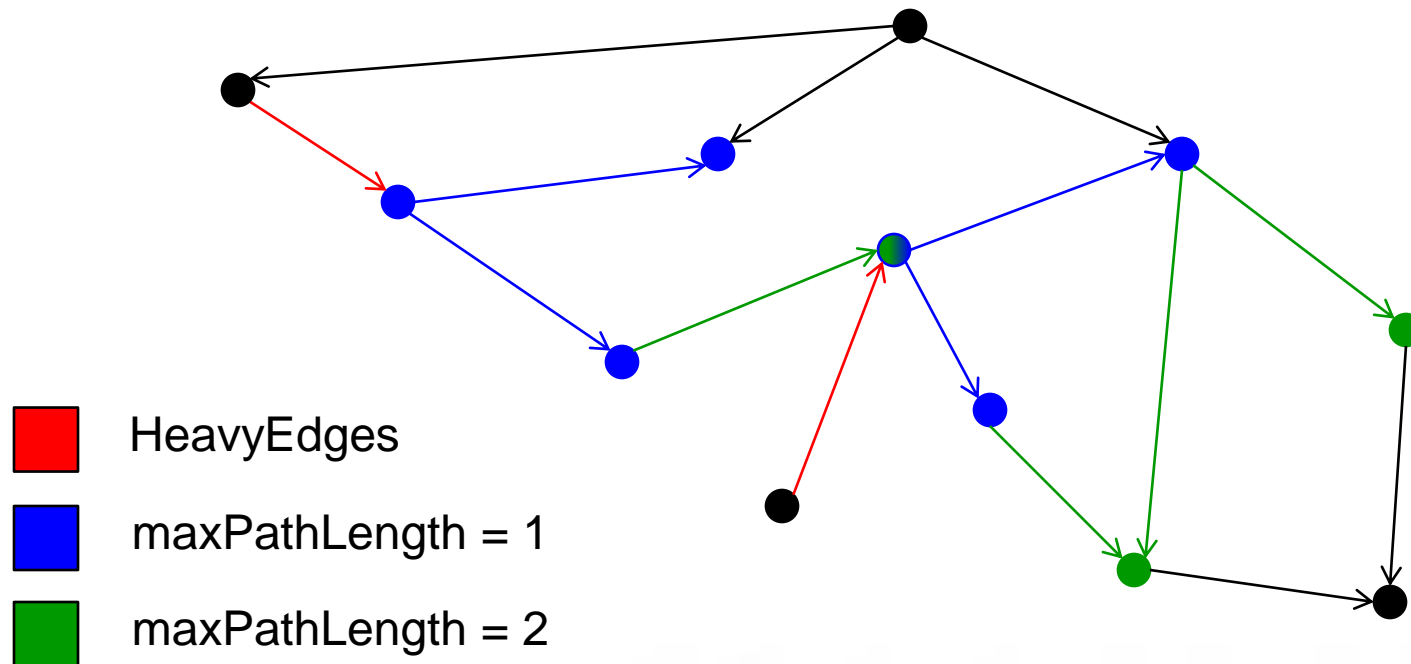 HeavyEdges
maxPathLength = 1
maxPathLength = 2